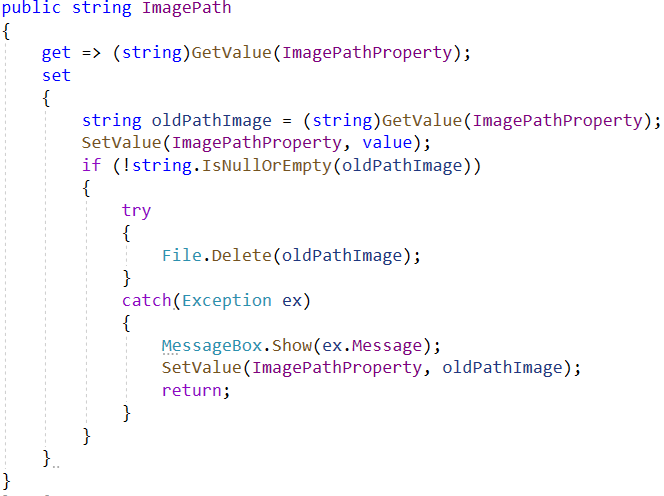 public string ImagePath
{
get => (string)GetValue(ImagePathProperty);
set
{
string oldPathImage = (string)GetValue(ImagePathProperty);
SetValue(ImagePathProperty, value);
if (!string.IsNullOrEmpty(oldPathImage))
{
try
{
File.Delete(oldPathImage);
}
catch(Exception ex)
{
MessageBox.Show(ex.Message);
SetValue(ImagePathProperty, oldPathImage);
return;
}
}
}
}